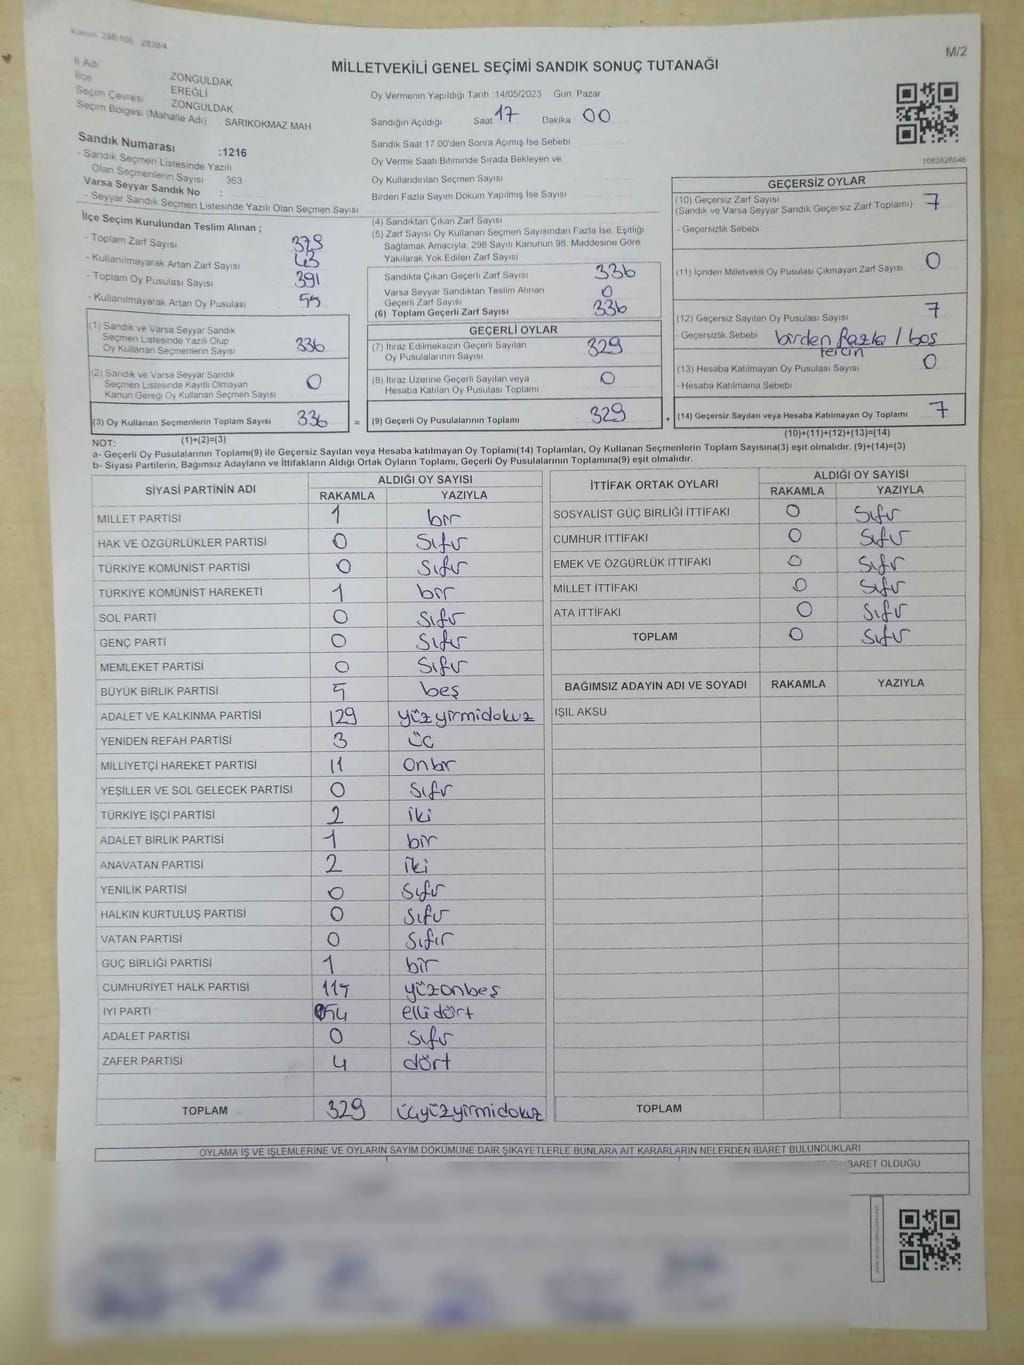 Kanun: 298/105 2839/4
M/2
MİLLETVEKİLİ GENEL SEÇİMİ SANDIK SONUÇ TUTANAĞI
İl Adı ZONGULDAK
İlçe EREĞLİ
Seçim Çevresi ZONGULDAK
Seçim Bölgesi (Mahalle Adı) SARIKOKMAZ MAH
Sandık Numarası :1216
- Sandık Seçmen Listesinde Yazılı
Olan Seçmenlerin Sayısı 363
Varsa Seyyar Sandık No :
- Seyyar Sandık Seçmen Listesinde Yazılı Olan Seçmen Sayısı
Oy Vermenin Yapıldığı Tarih :14/05/2023 Gün: Pazar
Sandığın Açıldığı Saat 17 Dakika 00
Sandık Saat 17.00'den Sonra Açımış İse Sebebi
Oy Verme Saati Bitiminde Sırada Bekleyen ve
Oy Kullandırılan Seçmen Sayısı
Birden Fazla Sayım Döküm Yapılmış İse Sayısı
1083626046
İlçe Seçim Kurulundan Teslim Alınan ;
- Toplam Zarf Sayısı 379
- Kullanılmayarak Artan Zarf Sayısı 43
- Toplam Oy Pusulası Sayısı 391
- Kullanılmayarak Artan Oy Pusulası 55
(1) Sandık ve Varsa Seyyar Sandık
Seçmen Listesinde Yazılı Olup
Oy Kullanan Seçmenlerin Sayısı 336
(2) Sandık ve Varsa Seyyar Sandık
Seçmen Listesinde Kayıtlı Olmayan
Kanun Gereği Oy Kullanan Seçmen Sayısı 0
(3) Oy Kullanan Seçmenlerin Toplam Sayısı 336 =
(4) Sandıktan Çıkan Zarf Sayısı
(5) Zarf Sayısı Oy Kullanan Seçmen Sayısından Fazla İse, Eşitliği
Sağlamak Amacıyla, 298 Sayılı Kanunun 98. Maddesine Göre
Yakılarak Yok Edilen Zarf Sayısı
Sandıkta Çıkan Geçerli Zarf Sayısı 336
Varsa Seyyar Sandıktan Teslim Alınan
Geçerli Zarf Sayısı 0
(6) Toplam Geçerli Zarf Sayısı 336
GEÇERLİ OYLAR
(7) İtiraz Edilmeksizin Geçerli Sayılan
Oy Pusulalarının Sayısı 329
(8) İtiraz Üzerine Geçerli Sayılan veya
Hesaba Katılan Oy Pusulası Toplamı 0
(9) Geçerli Oy Pusulalarının Toplamı 329 +
GEÇERSİZ OYLAR
(10) Geçersiz Zarf Sayısı
(Sandık ve Varsa Seyyar Sandık Geçersiz Zarf Toplamı) 7
- Geçersizlik Sebebi
(11) İçinden Milletvekili Oy Pusulası Çıkmayan Zarf Sayısı 0
(12) Geçersiz Sayılan Oy Pusulası Sayısı 7
- Geçersizlik Sebebi birden fazla / boş
tercih
(13) Hesaba Katılmayan Oy Pusulası Sayısı 0
- Hesaba Katılmama Sebebi
(14) Geçersiz Sayılan veya Hesaba Katılmayan Oy Toplamı 7
NOT: (1)+(2)=(3)
(10)+(11)+(12)+(13)=(14)
a- Geçerli Oy Pusulalarının Toplamı(9) ile Geçersiz Sayılan veya Hesaba katılmayan Oy Toplamı(14) Toplamları, Oy Kullanan Seçmenlerin Toplam Sayısına(3) eşit olmalıdır. (9)+(14)=(3)
b- Siyasi Partilerin, Bağımsız Adayların ve İttifakların Aldığı Ortak Oyların Toplamı, Geçerli Oy Pusulalarının Toplamına(9) eşit olmalıdır.
SİYASİ PARTİNİN ADI ALDIĞI OY SAYISI
RAKAMLA YAZIYLA
MİLLET PARTİSİ 1 bir
HAK VE ÖZGÜRLÜKLER PARTİSİ 0 Sıfır
TÜRKİYE KOMÜNİST PARTİSİ 0 Sıfır
TÜRKİYE KOMÜNİST HAREKETİ 1 bir
SOL PARTİ 0 Sıfır
GENÇ PARTİ 0 Sıfır
MEMLEKET PARTİSİ 0 Sıfır
BÜYÜK BİRLİK PARTİSİ 5 beş
ADALET VE KALKINMA PARTİSİ 129 yüzyirmidokuz
YENİDEN REFAH PARTİSİ 3 üç
MİLLİYETÇİ HAREKET PARTİSİ 11 Onbir
YEŞİLLER VE SOL GELECEK PARTİSİ 0 Sıfır
TÜRKİYE İŞÇİ PARTİSİ 2 iki
ADALET BİRLİK PARTİSİ 1 bir
ANAVATAN PARTİSİ 2 iki
YENİLİK PARTİSİ 0 Sıfır
HALKIN KURTULUŞ PARTİSİ 0 Sıfır
VATAN PARTİSİ 0 Sıfır
GÜÇ BİRLİĞİ PARTİSİ 1 bir
CUMHURİYET HALK PARTİSİ 115 yüzonbeş
İYİ PARTİ 54 ellidört
ADALET PARTİSİ 0 Sıfır
ZAFER PARTİSİ 4 dört
TOPLAM 329 üçyüzyirmidokuz
İTTİFAK ORTAK OYLARI ALDIĞI OY SAYISI
RAKAMLA YAZIYLA
SOSYALİST GÜÇ BİRLİĞİ İTTİFAKI 0 Sıfır
CUMHUR İTTİFAKI 0 Sıfır
EMEK VE ÖZGÜRLÜK İTTİFAKI 0 Sıfır
MİLLET İTTİFAKI 0 Sıfır
ATA İTTİFAKI 0 Sıfır
TOPLAM 0 Sıfır
BAĞIMSIZ ADAYIN ADI VE SOYADI RAKAMLA YAZIYLA
IŞIL AKSU
TOPLAM
OYLAMA İŞ VE İŞLEMLERİNE VE OYLARIN SAYIM DÖKÜMÜNE DAİR ŞİKAYETLERLE BUNLARA AİT KARARLARIN NELERDEN İBARET BULUNDUKLARI
BARET OLDUĞU